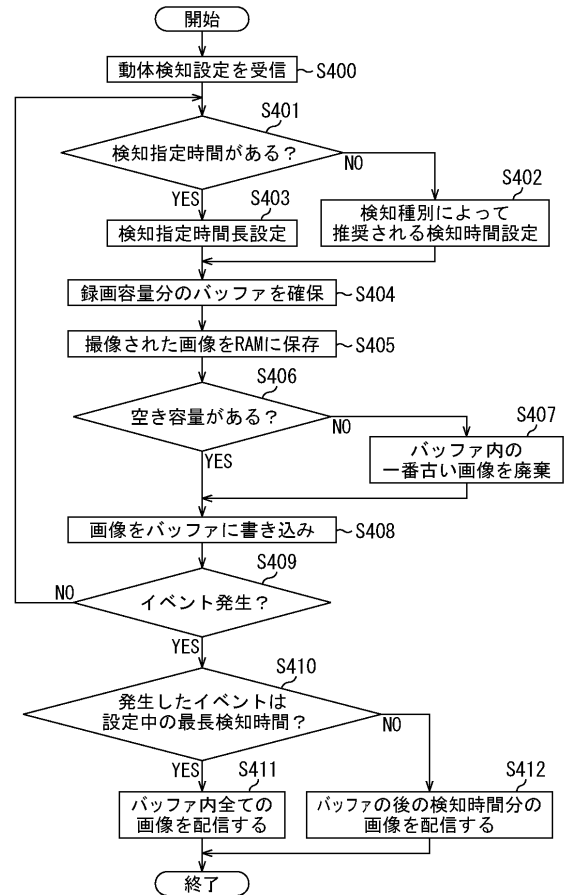 開始
動体検知設定を受信
S400
S401
検知指定時間がある？
NO
YES
S402
検知種別によって
推奨される検知時間設定
S403
検知指定時間長設定
録画容量分のバッファを確保
S404
撮像された画像をRAMに保存
S405
S406
空き容量がある？
NO
YES
S407
バッファ内の
一番古い画像を廃棄
画像をバッファに書き込み
S408
S409
NO
イベント発生？
YES
S410
発生したイベントは
設定中の最長検知時間？
NO
YES
S411
バッファ内全ての
画像を配信する
S412
バッファの後の検知時間分の
画像を配信する
終了